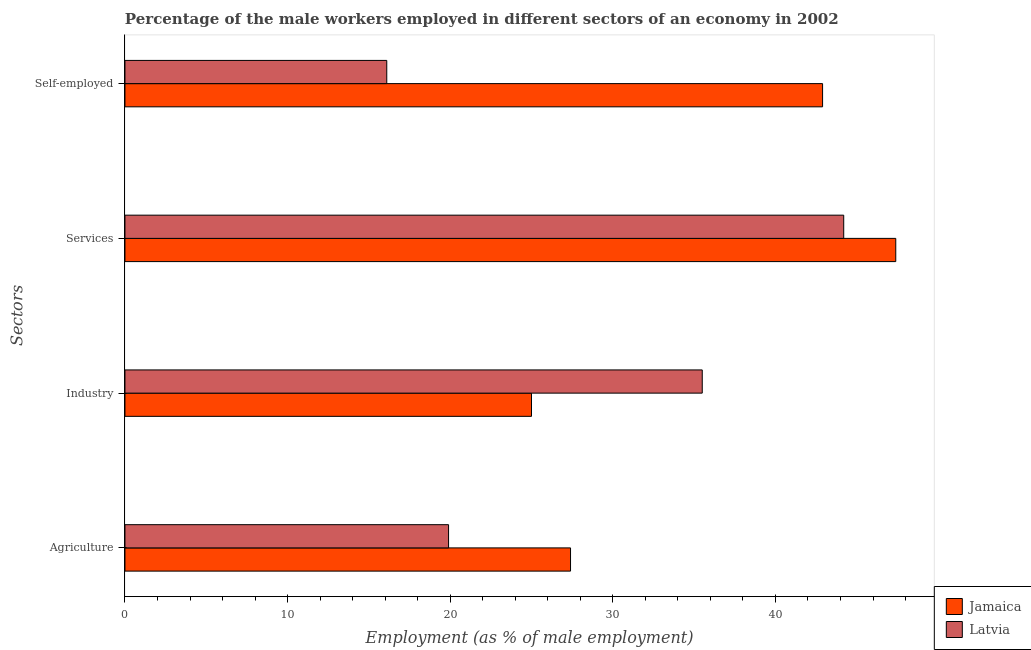 Percentage of the male workers employed in different sectors of an economy in 2002
Self-employed
Services
Industry
Agriculture
Sectors
0
10
20
30
40
Employment (as % of male employment)
Jamaica
Latvia